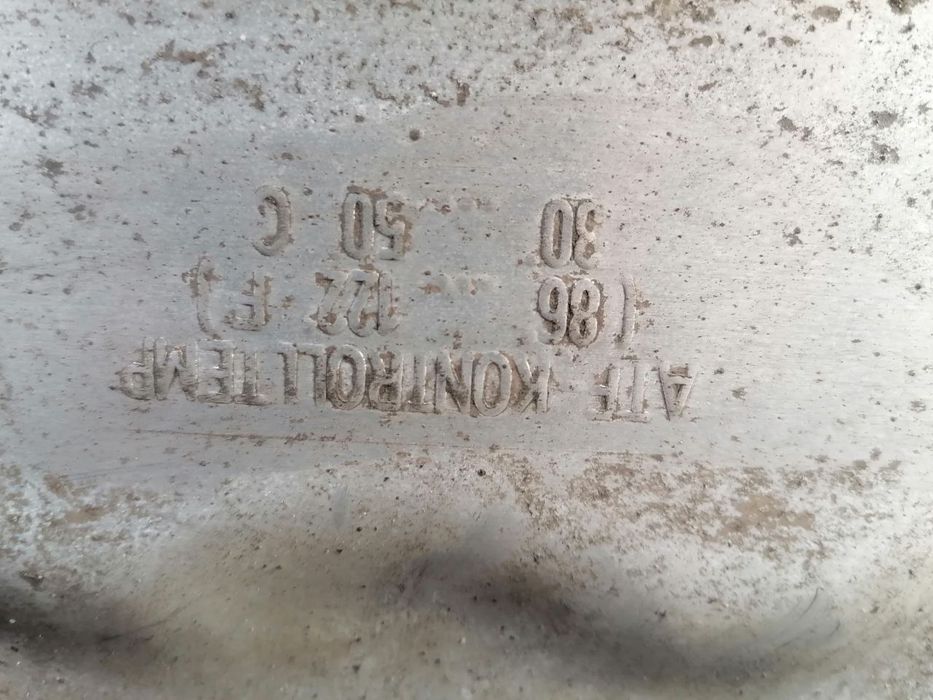 ATF KONTROLLTEMP
(86 ... 122 F)
30 ... 50 C